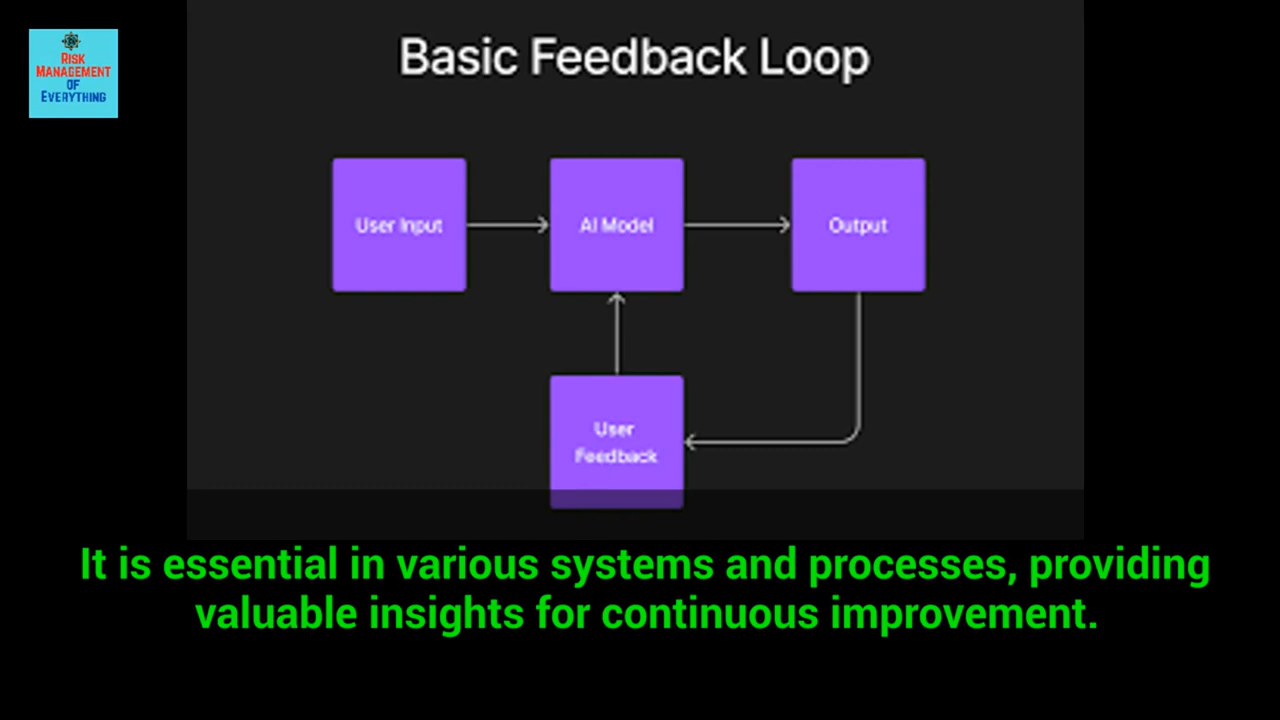 Risk
Management
of
Everything
Basic Feedback Loop
User Input
AI Model
Output
User
Feedback
It is essential in various systems and processes, providing
valuable insights for continuous improvement.